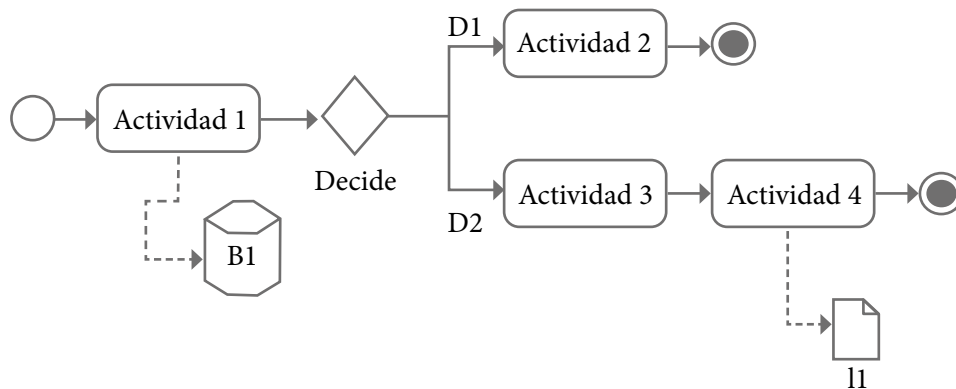 D1
Actividad 2
Actividad 1
Decide
Actividad 3
Actividad 4
D2
B1
l1